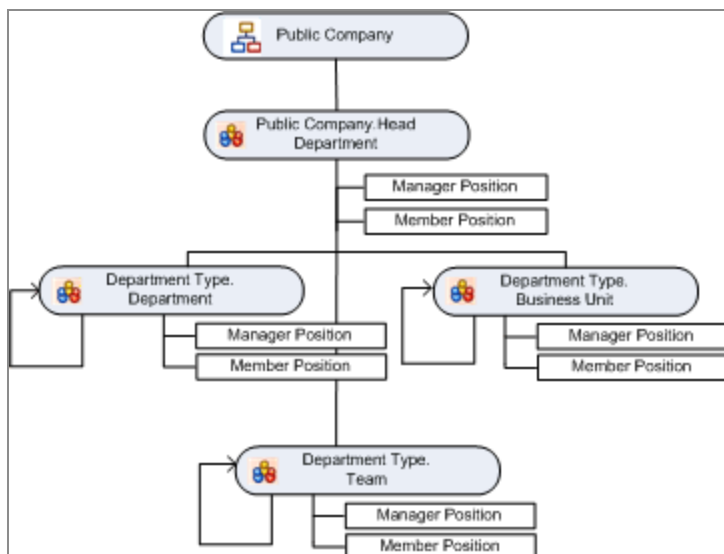 Public Company
Public Company.Head
Department
Manager Position
Member Position
Department Type.
Department
Department Type.
Business Unit
Manager Position
Member Position
Manager Position
Member Position
Department Type.
Team
Manager Position
Member Position